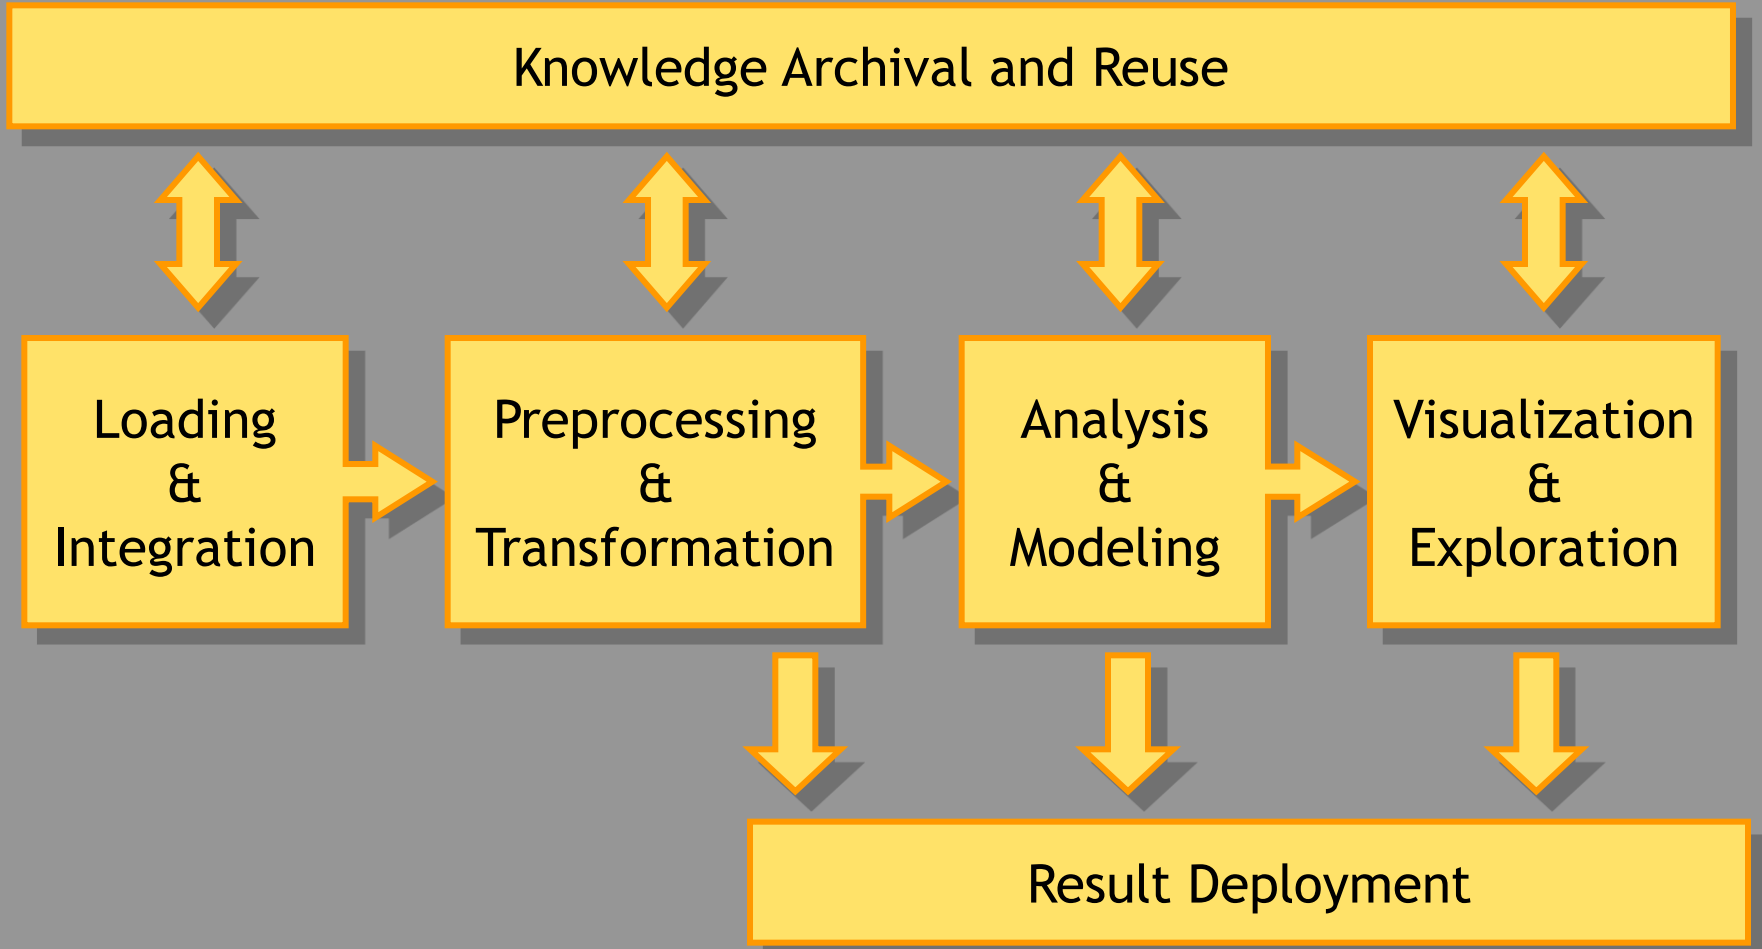 Knowledge Archival and Reuse
Loading
&
Integration
Preprocessing
&
Transformation
Analysis
&
Modeling
Visualization
&
Exploration
Result Deployment